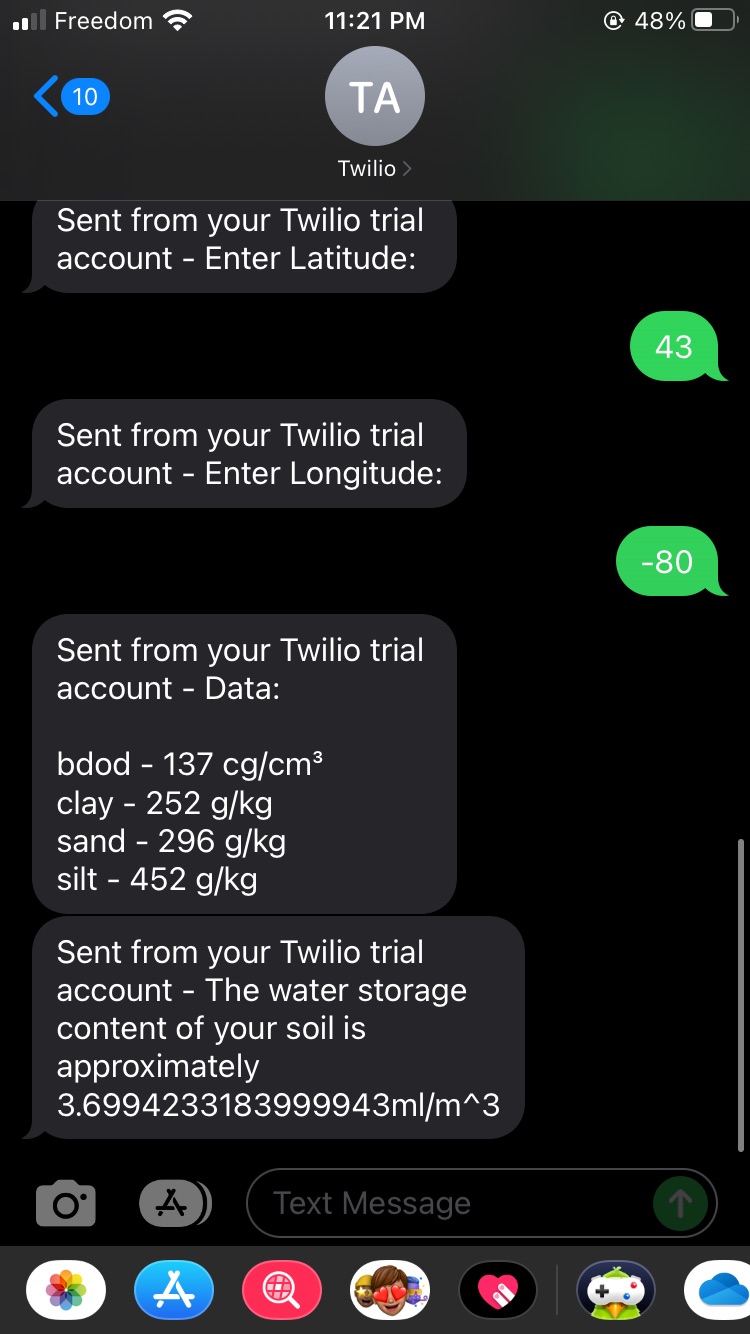 Freedom 11:21 PM 48%
10
TA
Twilio
Sent from your Twilio trial
account - Enter Latitude:
43
Sent from your Twilio trial
account - Enter Longitude:
-80
Sent from your Twilio trial
account - Data:
bdod - 137 cg/cm³
clay - 252 g/kg
sand - 296 g/kg
silt - 452 g/kg
Sent from your Twilio trial
account - The water storage
content of your soil is
approximately
3.6994233183999943ml/m^3
Text Message